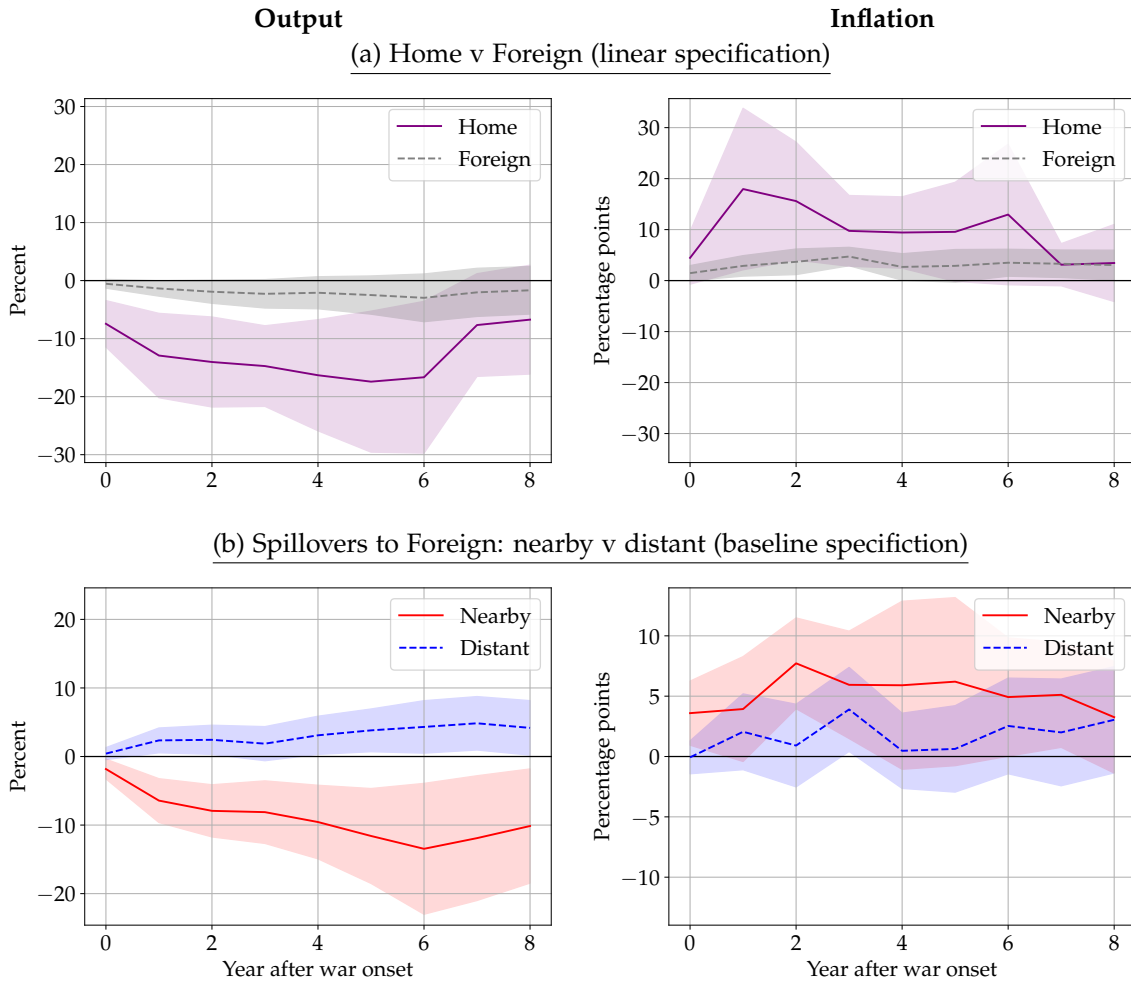 Output Inflation
(a) Home v Foreign (linear specification)
Percent
30
20
10
0
−10
−20
−30
0 2 4 6 8
Home
Foreign
Percentage points
30
20
10
0
−10
−20
−30
0 2 4 6 8
Home
Foreign
(b) Spillovers to Foreign: nearby v distant (baseline specifiction)
Percent
20
10
0
−10
−20
0 2 4 6 8
Year after war onset
Nearby
Distant
Percentage points
10
5
0
−5
−10
0 2 4 6 8
Year after war onset
Nearby
Distant